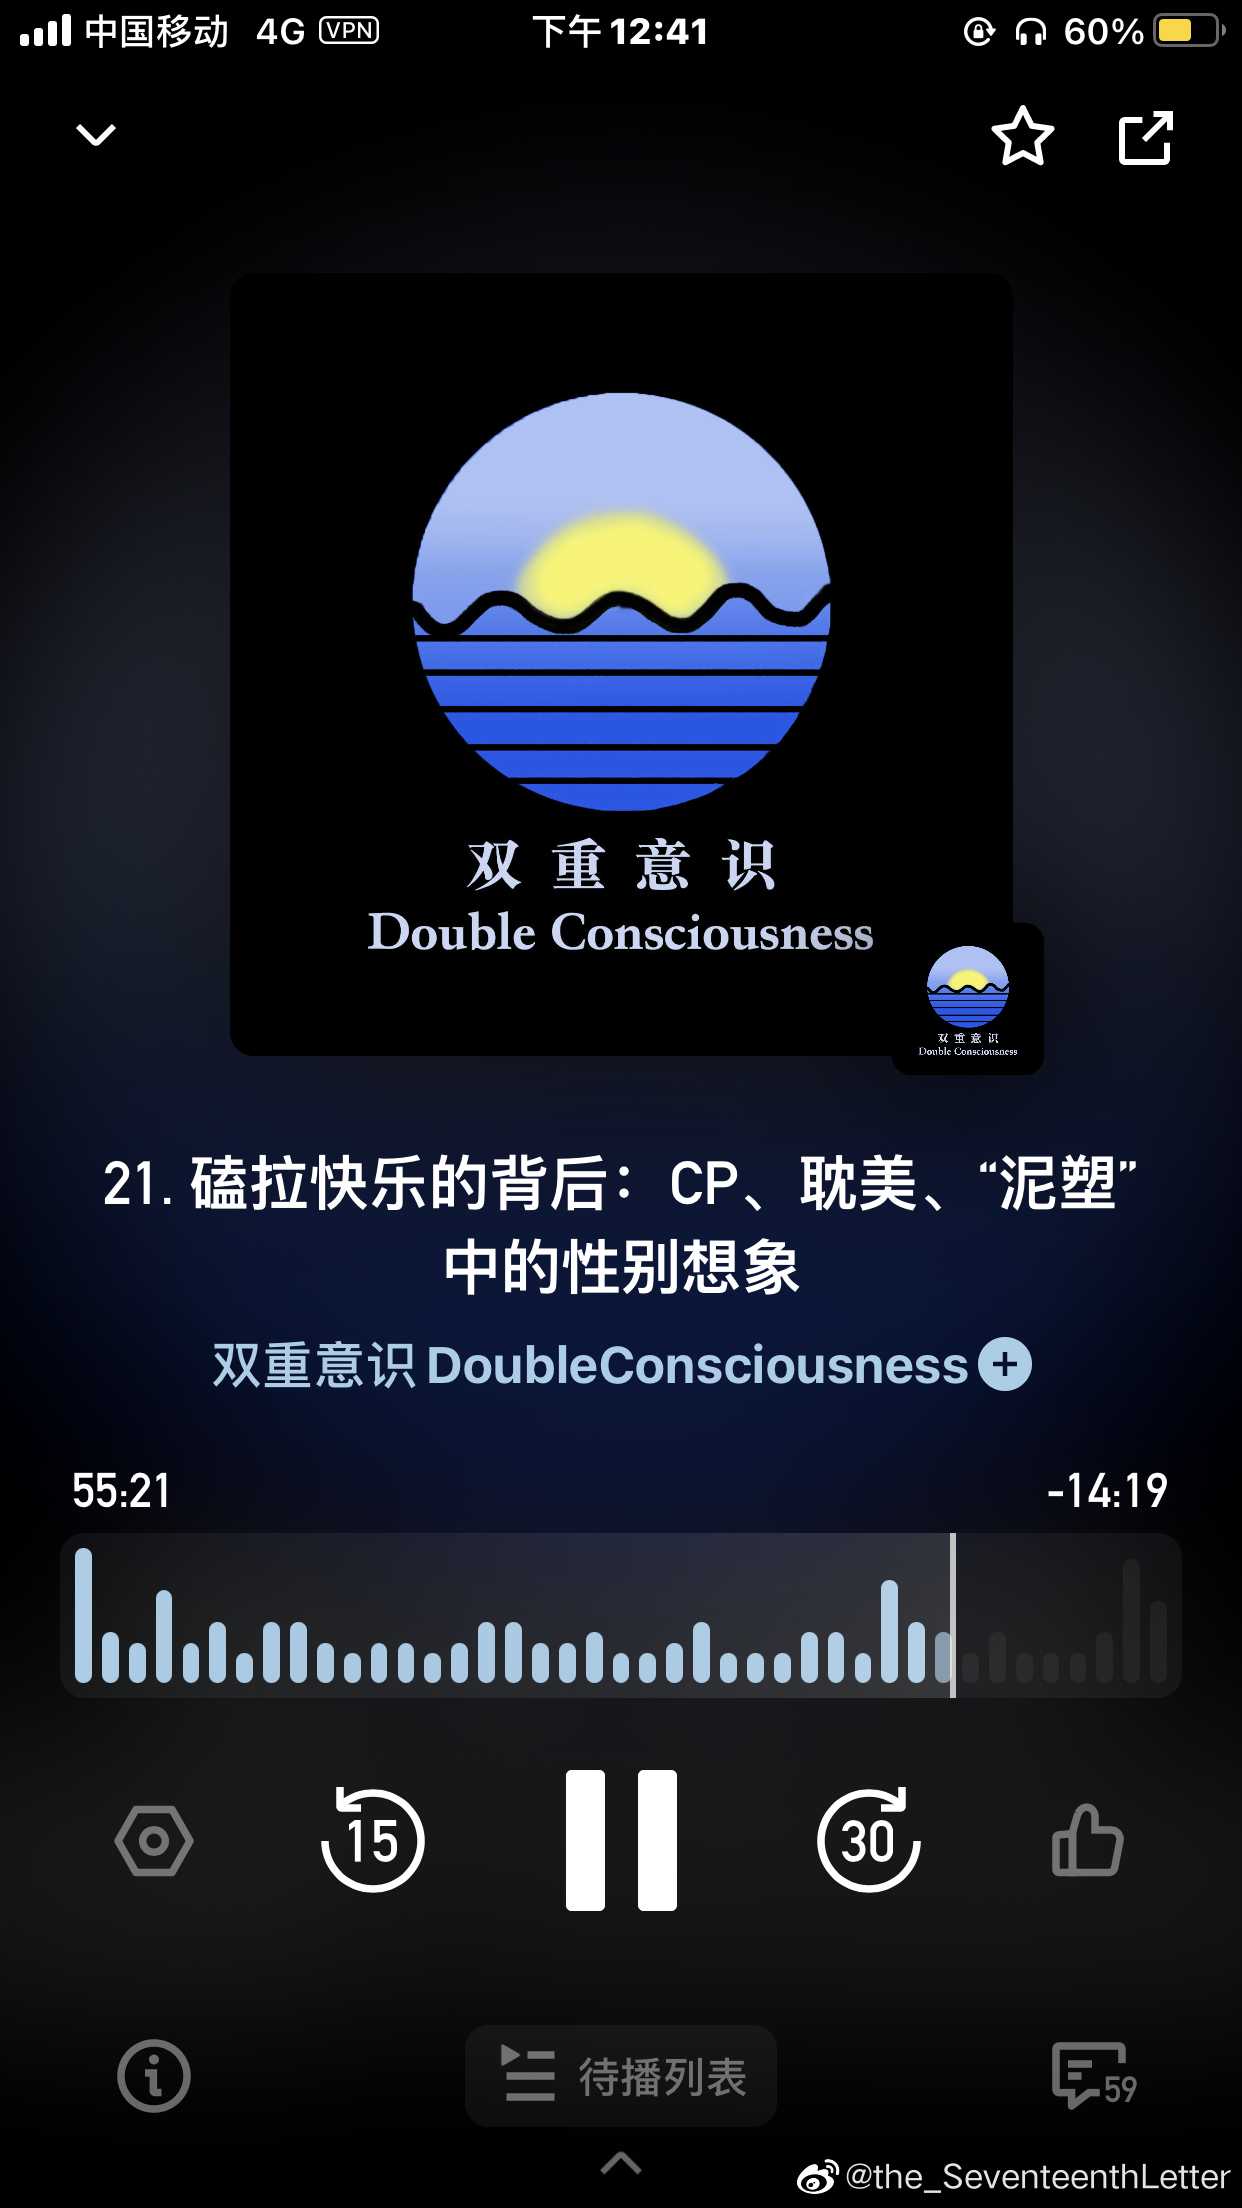 中国移动 4G VPN 下午 12:41 60%
双重意识
Double Consciousness
双重意识
Double Consciousness
21. 磕拉快乐的背后：CP、耽美、“泥塑”
中的性别想象
双重意识 DoubleConsciousness
55:21 -14:19
15 30
待播列表 59
@the_SeventeenthLetter